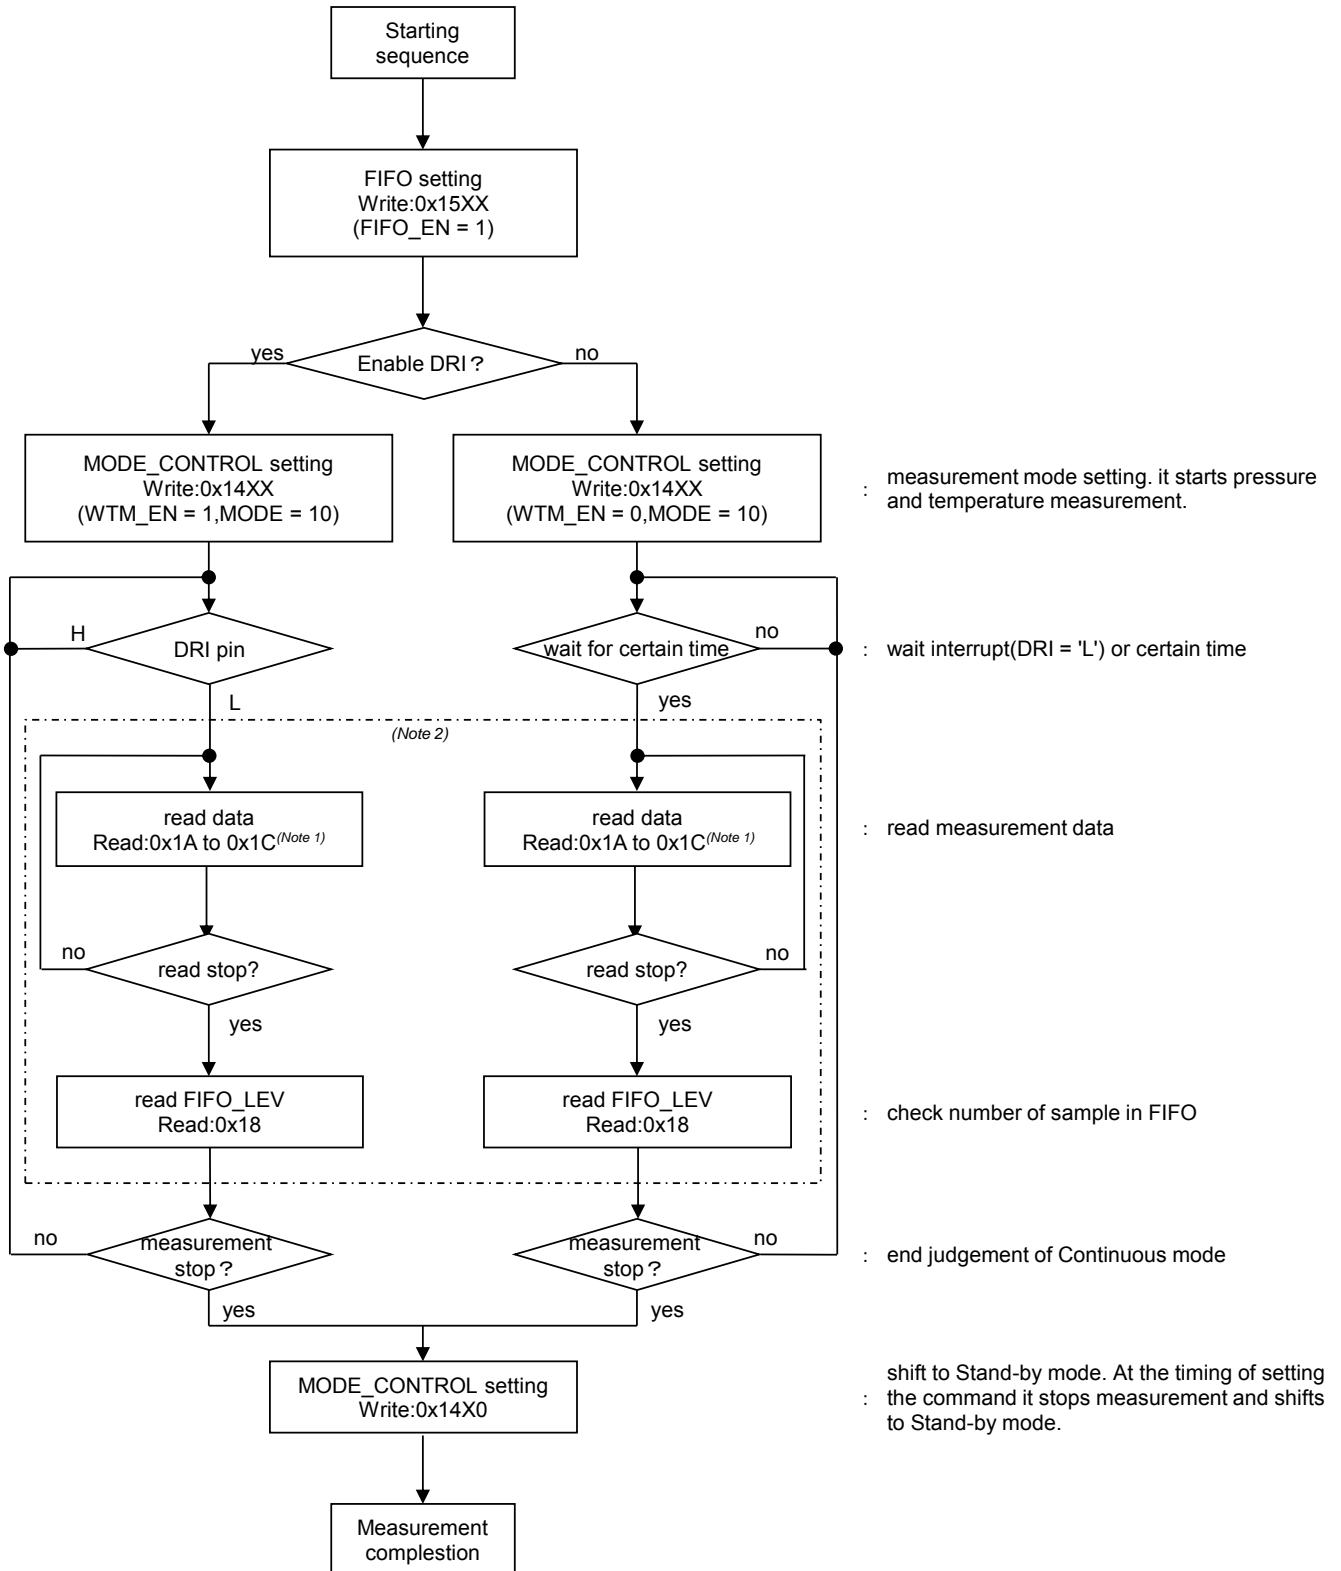 Starting
sequence
FIFO setting
Write:0x15XX
(FIFO_EN = 1)
yes
Enable DRI？
no
MODE_CONTROL setting
Write:0x14XX
(WTM_EN = 1,MODE = 10)
MODE_CONTROL setting
Write:0x14XX
(WTM_EN = 0,MODE = 10)
: measurement mode setting. it starts pressure
and temperature measurement.
H
DRI pin
L
wait for certain time
no
yes
: wait interrupt(DRI = 'L') or certain time
(Note 2)
read data
Read:0x1A to 0x1C(Note 1)
read data
Read:0x1A to 0x1C(Note 1)
: read measurement data
no
read stop?
yes
read stop?
no
yes
read FIFO_LEV
Read:0x18
read FIFO_LEV
Read:0x18
: check number of sample in FIFO
no
measurement
stop？
yes
measurement
stop？
no
yes
: end judgement of Continuous mode
MODE_CONTROL setting
Write:0x14X0
shift to Stand-by mode. At the timing of setting
: the command it stops measurement and shifts
to Stand-by mode.
Measurement
complestion